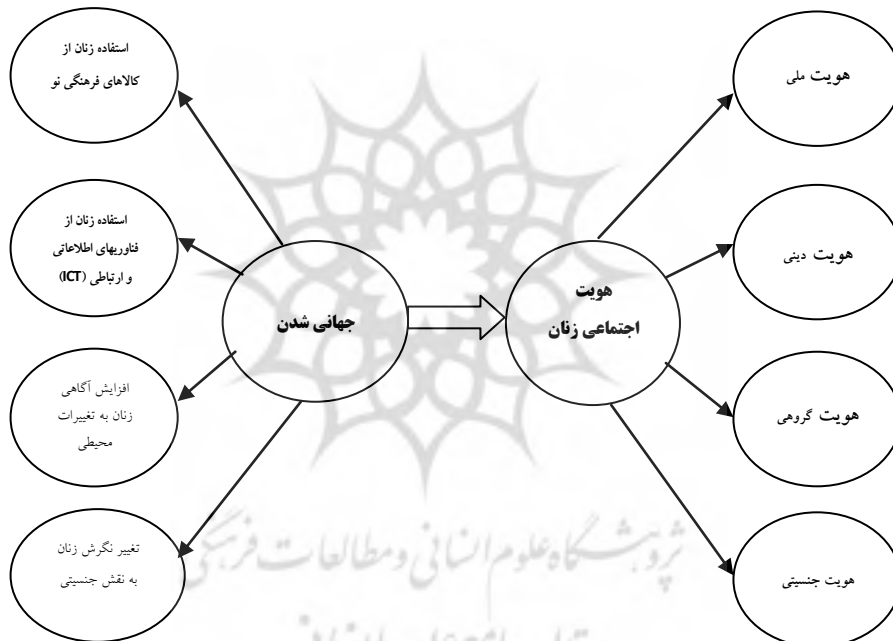 استفاده زنان از
کالاهای فرهنگی نو
هویت ملی
استفاده زنان از
فناوریهای اطلاعاتی
و ارتباطی (ICT)
هویت دینی
جهانی شدن
هویت
اجتماعی زنان
افزایش آگاهی
زنان به تغییرات
محیطی
هویت گروهی
تغییر نگرش زنان
به نقش جنسیتی
هویت جنسیتی
پژوهشگاه علوم انسانی و مطالعات فرهنگی